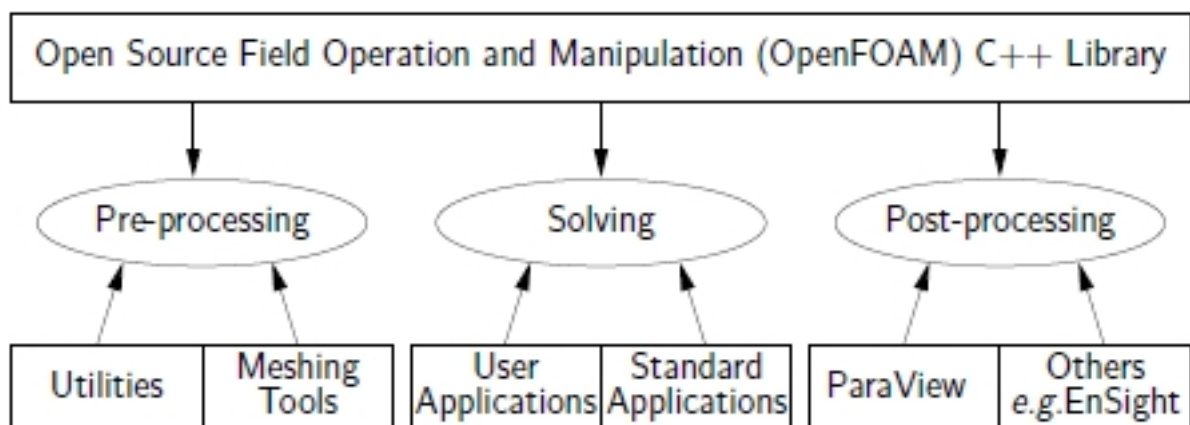 Open Source Field Operation and Manipulation (OpenFOAM) C++ Library
Pre-processing
Solving
Post-processing
Utilities
Meshing
Tools
User
Applications
Standard
Applications
ParaView
Others
e.g.EnSight